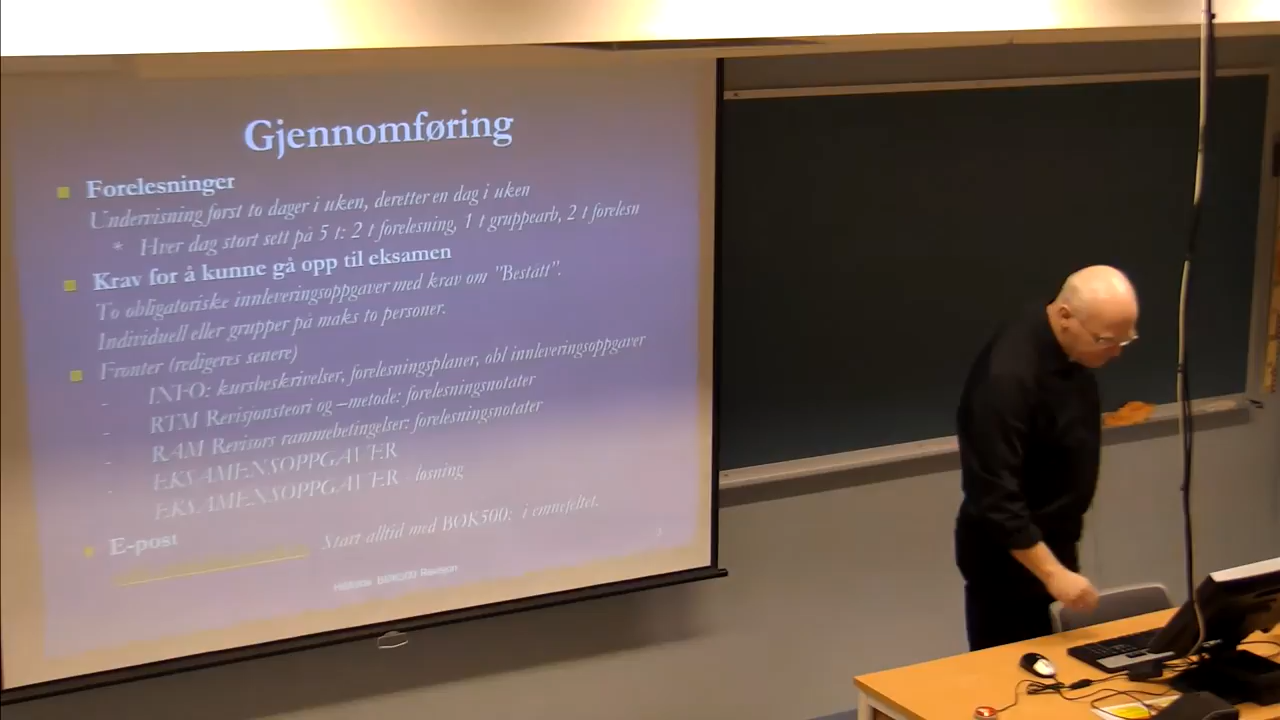 Gjennomføring
Forelesninger
Undervisning først to dager i uken, deretter en dag i uken
* Hver dag stort sett på 5 t: 2 t forelesning, 1 t gruppearb, 2 t forelesn
Krav for å kunne gå opp til eksamen
To obligatoriske innleveringsoppgaver med krav om "Bestått".
Individuell eller grupper på maks to personer.
Fronter (redigeres senere)
- INFO: kursbeskrivelser, forelesningsplaner, obl innleveringsoppgaver
- RTM Revisjonsteori og –metode: forelesningsnotater
- RAM Revisors rammebetingelser: forelesningsnotater
- EKSAMENSOPPGAVER
EKSAMENSOPPGAVER løsning
E-post
Start alltid med BØK500: i emnefeltet.
BØK500 Revisjon
3